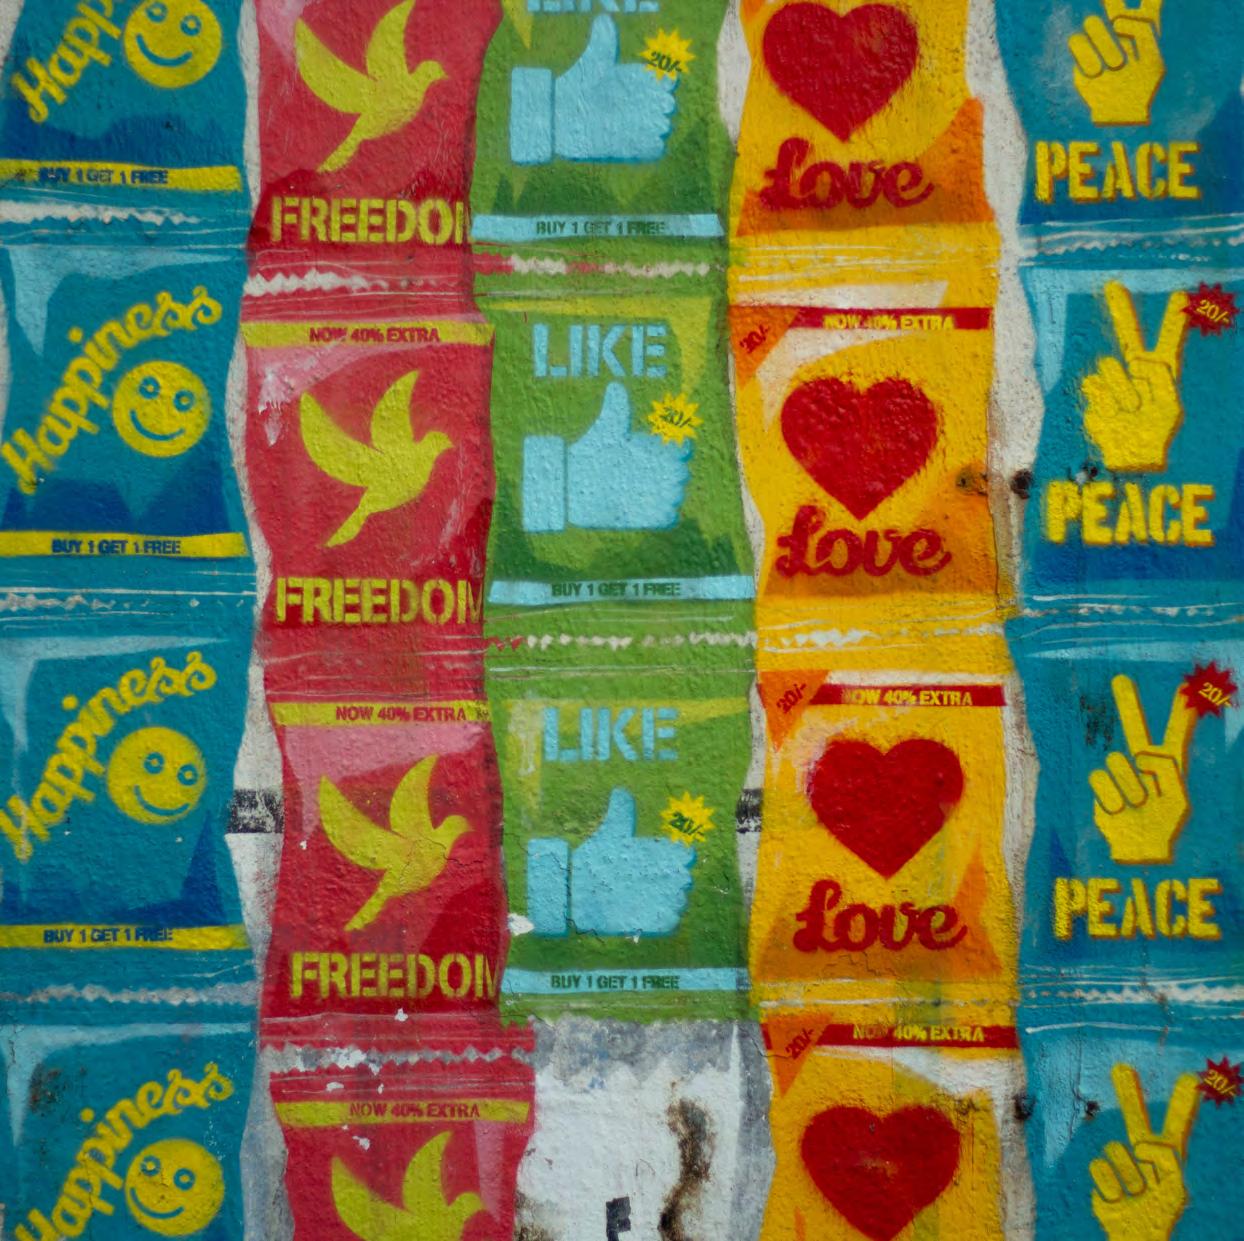 Happiness
BUY 1 GET 1 FREE
FREEDOM
LIKE
20/-
BUY 1 GET 1 FREE
Love
PEACE
Happiness
BUY 1 GET 1 FREE
NOW 40% EXTRA
FREEDOM
LIKE
20/-
BUY 1 GET 1 FREE
20/-
NOW 40% EXTRA
Love
20/-
PEACE
Happiness
BUY 1 GET 1 FREE
NOW 40% EXTRA
FREEDOM
LIKE
20/-
BUY 1 GET 1 FREE
20/-
NOW 40% EXTRA
Love
20/-
PEACE
Happiness
NOW 40% EXTRA
20/-
NOW 40% EXTRA
20/-